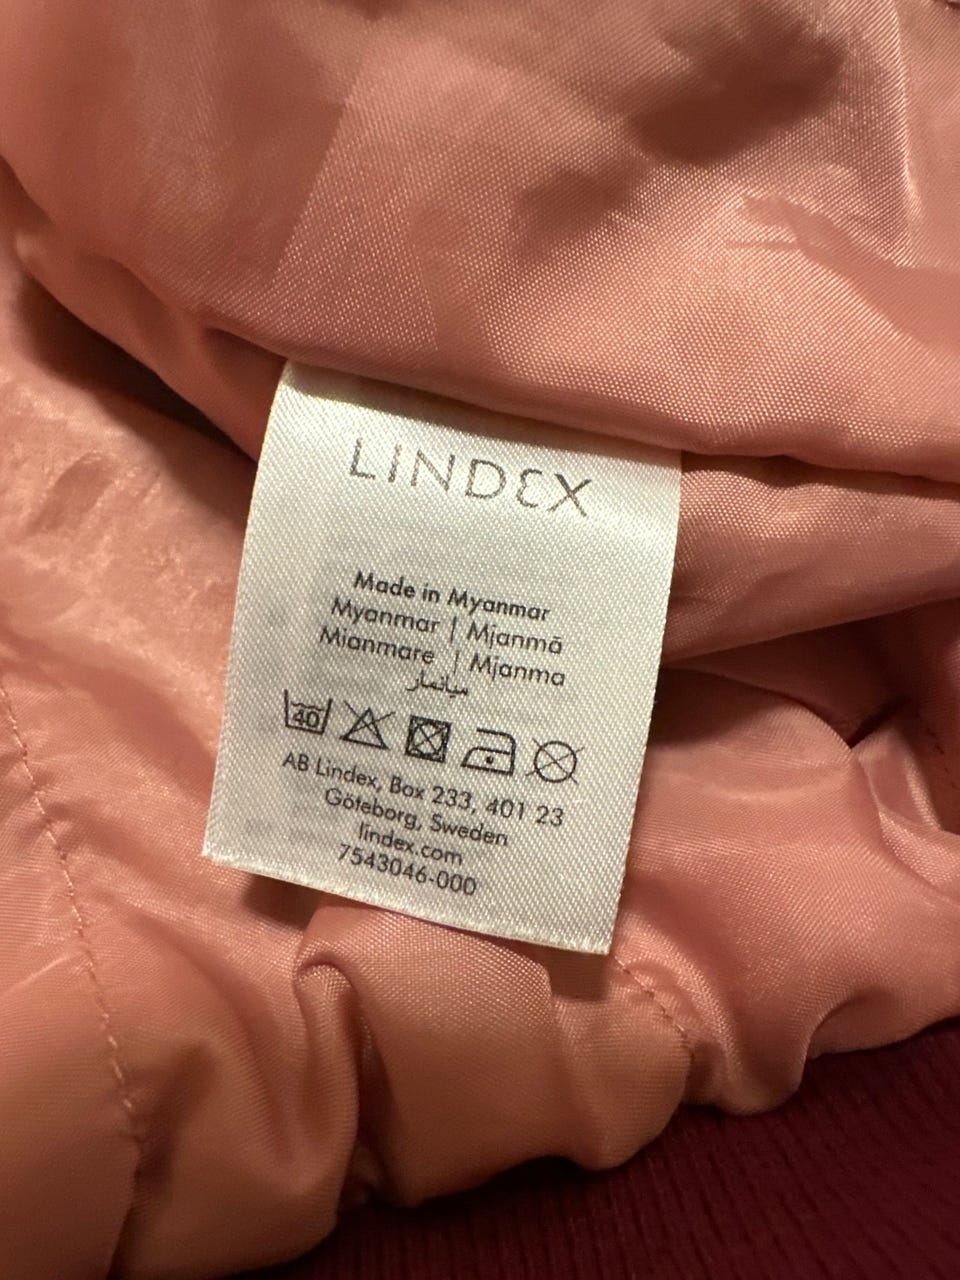 LINDEX
Made in Myanmar
Myanmar | Mjanmā
Mianmare | Mjanma
ميانمار
40
AB Lindex, Box 233, 401 23
Göteborg, Sweden
lindex.com
7543046-000